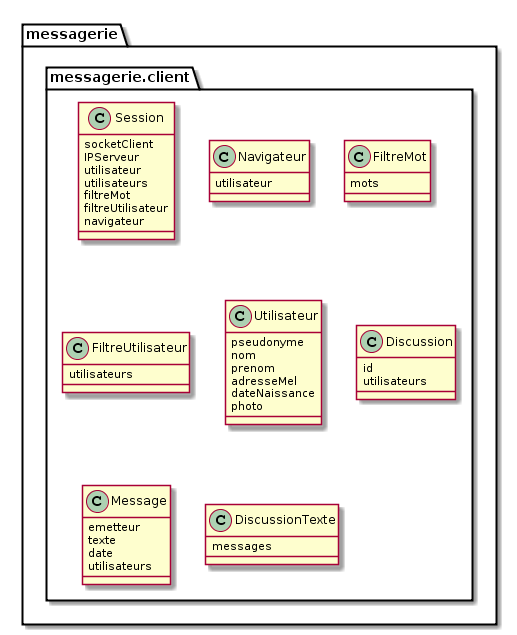 messagerie
messagerie.client
C Session
socketClient
IPServeur
utilisateur
utilisateurs
filtreMot
filtreUtilisateur
navigateur
C Navigateur
utilisateur
C FiltreMot
mots
C FiltreUtilisateur
utilisateurs
C Utilisateur
pseudonyme
nom
prenom
adresseMel
dateNaissance
photo
C Discussion
id
utilisateurs
C Message
emetteur
texte
date
utilisateurs
C DiscussionTexte
messages